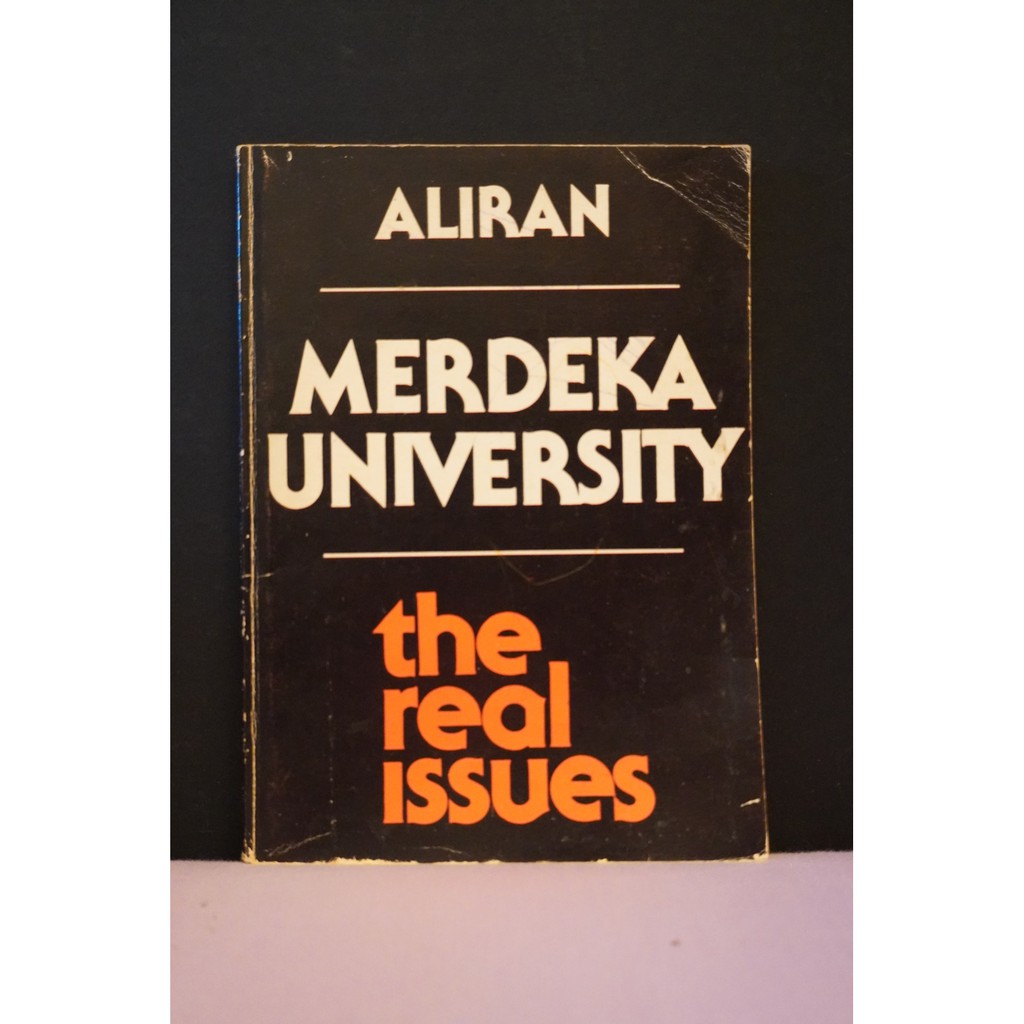 ALIRAN
MERDEKA
UNIVERSITY
the
real
issues